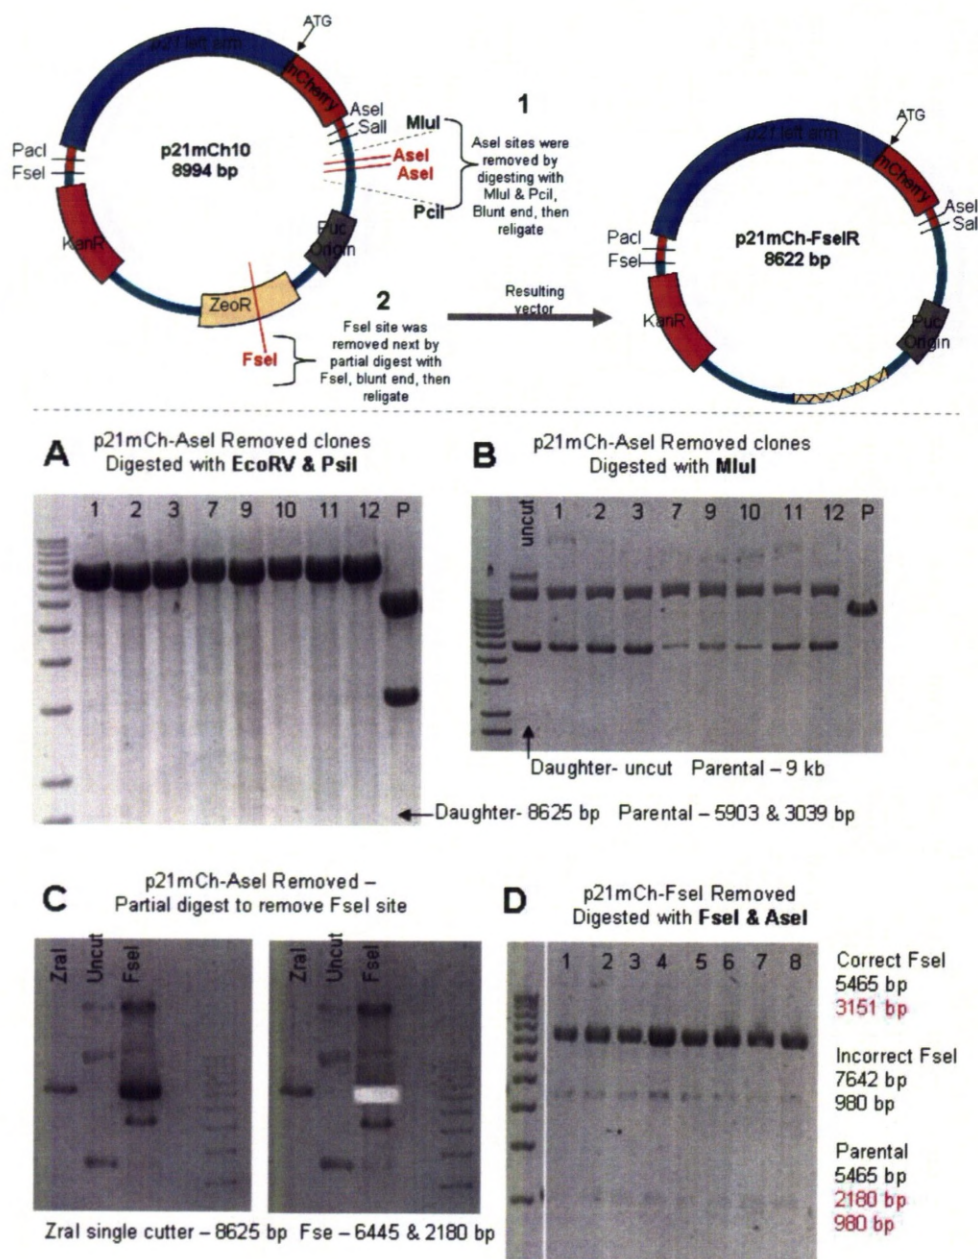 ATG
p21 left arm
mCherry
AseI
SalI
MluI
AseI
AseI
PciI
PacI
FseI
p21mCh10
8994 bp
KanR
Puc
Origin
ZeoR
FseI
1
AseI sites were
removed by
digesting with
MluI & PciI,
Blunt end, then
religate
2
FseI site was
removed next by
partial digest with
FseI, blunt end, then
religate
Resulting
vector
ATG
p21 left arm
mCherry
AseI
Sal
PacI
FseI
p21mCh-FseIR
8622 bp
KanR
Puc
Origin
A
p21mCh-AseI Removed clones
Digested with EcoRV & PsiI
1 2 3 7 9 10 11 12 P
B
p21mCh-AseI Removed clones
Digested with MluI
uncut 1 2 3 7 9 10 11 12 P
Daughter- uncut Parental – 9 kb
Daughter- 8625 bp Parental – 5903 & 3039 bp
C
p21mCh-AseI Removed –
Partial digest to remove FseI site
ZraI Uncut FseI
ZraI Uncut FseI
ZraI single cutter – 8625 bp Fse – 6445 & 2180 bp
D
p21mCh-FseI Removed
Digested with FseI & AseI
1 2 3 4 5 6 7 8
Correct FseI
5465 bp
3151 bp
Incorrect FseI
7642 bp
980 bp
Parental
5465 bp
2180 bp
980 bp